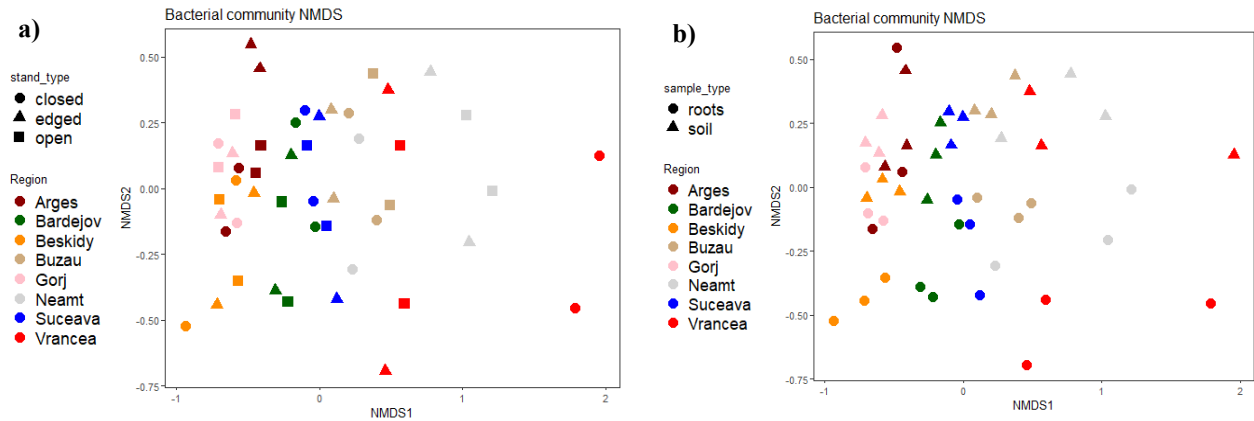 a)
Bacterial community NMDS
stand_type
closed
edged
open
Region
Arges
Bardejov
Beskidy
Buzau
Gorj
Neamt
Suceava
Vrancea
NMDS2
0.50
0.25
0.00
-0.25
-0.50
-0.75
-1
0
1
2
NMDS1
b)
Bacterial community NMDS
sample_type
roots
soil
Region
Arges
Bardejov
Beskidy
Buzau
Gorj
Neamt
Suceava
Vrancea
NMDS2
0.50
0.25
0.00
-0.25
-0.50
-0.75
-1
0
1
2
NMDS1